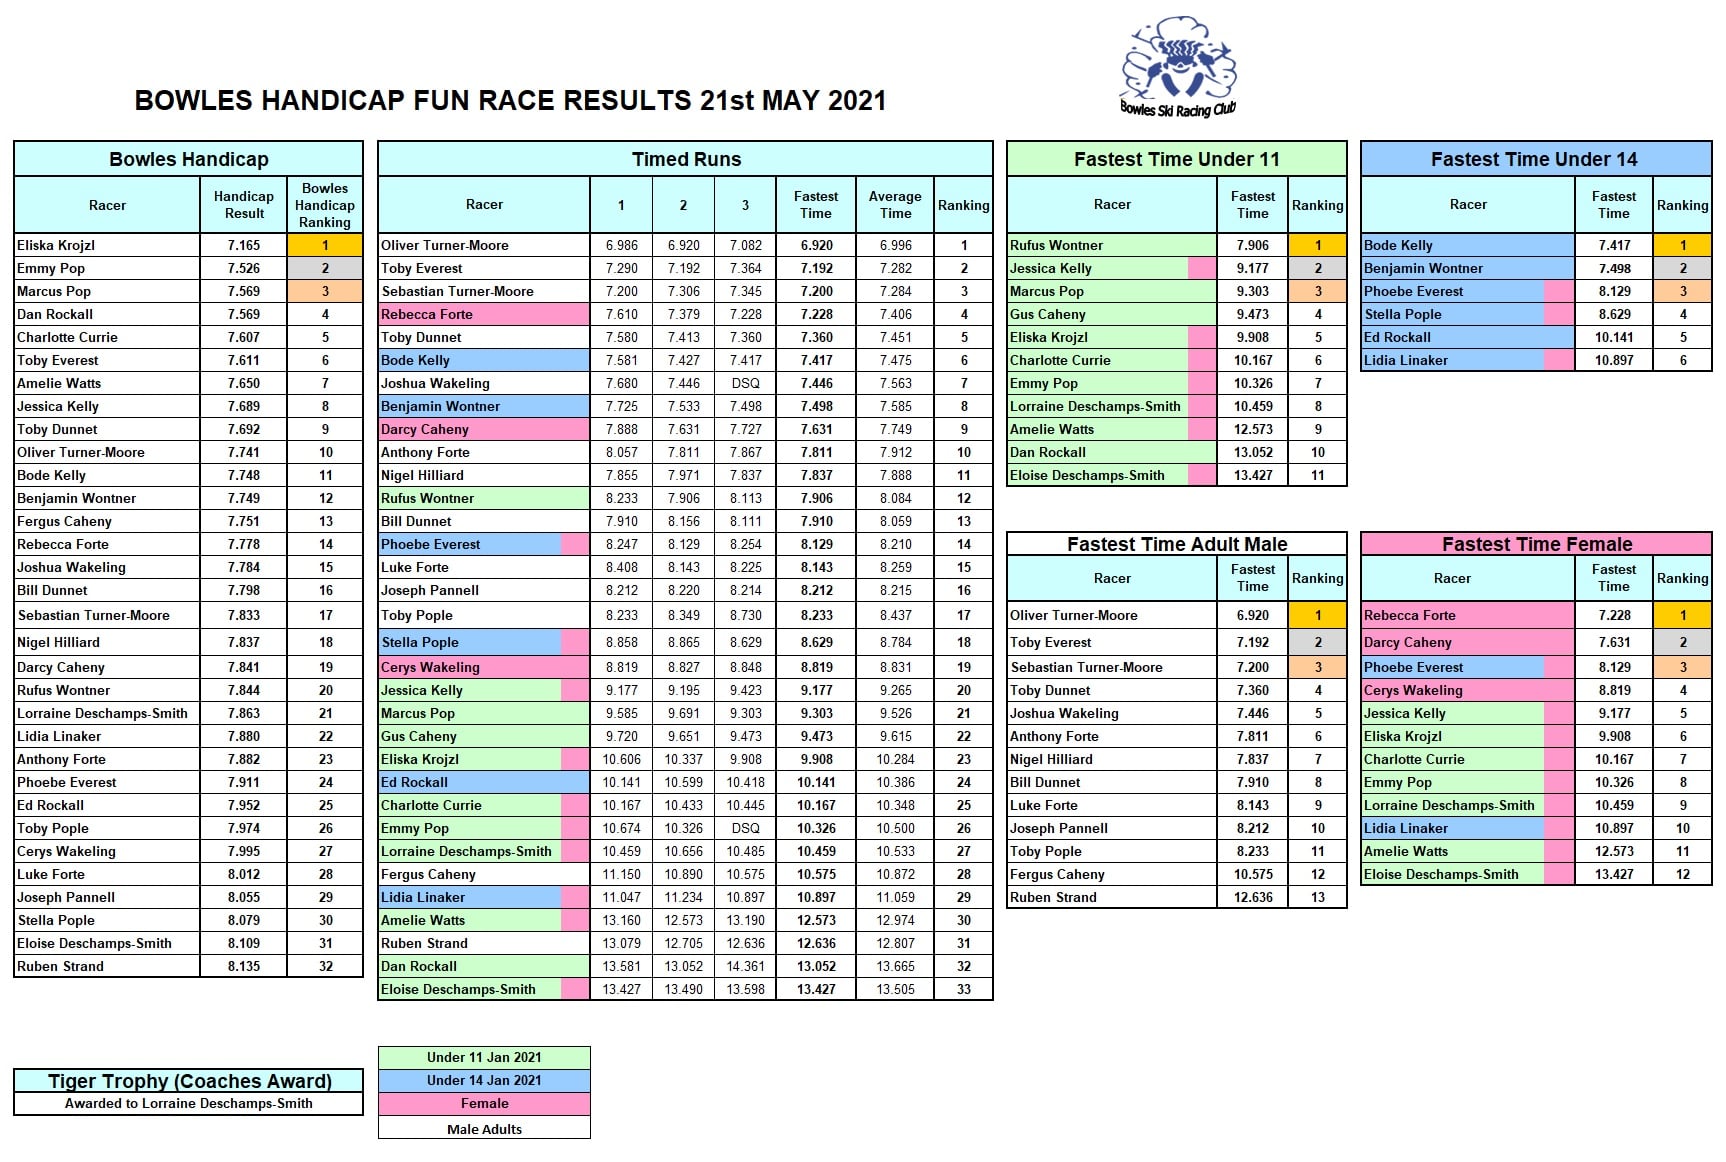 Bowles Ski Racing Club
BOWLES HANDICAP FUN RACE RESULTS 21st MAY 2021
Bowles Handicap
Racer Handicap Result Bowles Handicap Ranking
Eliska Krojzl 7.165 1
Emmy Pop 7.526 2
Marcus Pop 7.569 3
Dan Rockall 7.569 4
Charlotte Currie 7.607 5
Toby Everest 7.611 6
Amelie Watts 7.650 7
Jessica Kelly 7.689 8
Toby Dunnet 7.692 9
Oliver Turner-Moore 7.741 10
Bode Kelly 7.748 11
Benjamin Wontner 7.749 12
Fergus Caheny 7.751 13
Rebecca Forte 7.778 14
Joshua Wakeling 7.784 15
Bill Dunnet 7.798 16
Sebastian Turner-Moore 7.833 17
Nigel Hilliard 7.837 18
Darcy Caheny 7.841 19
Rufus Wontner 7.844 20
Lorraine Deschamps-Smith 7.863 21
Lidia Linaker 7.880 22
Anthony Forte 7.882 23
Phoebe Everest 7.911 24
Ed Rockall 7.952 25
Toby Pople 7.974 26
Cerys Wakeling 7.995 27
Luke Forte 8.012 28
Joseph Pannell 8.055 29
Stella Pople 8.079 30
Eloise Deschamps-Smith 8.109 31
Ruben Strand 8.135 32
Tiger Trophy (Coaches Award)
Awarded to Lorraine Deschamps-Smith
Timed Runs
Racer 1 2 3 Fastest Time Average Time Ranking
Oliver Turner-Moore 6.986 6.920 7.082 6.920 6.996 1
Toby Everest 7.290 7.192 7.364 7.192 7.282 2
Sebastian Turner-Moore 7.200 7.306 7.345 7.200 7.284 3
Rebecca Forte 7.610 7.379 7.228 7.228 7.406 4
Toby Dunnet 7.580 7.413 7.360 7.360 7.451 5
Bode Kelly 7.581 7.427 7.417 7.417 7.475 6
Joshua Wakeling 7.680 7.446 DSQ 7.446 7.563 7
Benjamin Wontner 7.725 7.533 7.498 7.498 7.585 8
Darcy Caheny 7.888 7.631 7.727 7.631 7.749 9
Anthony Forte 8.057 7.811 7.867 7.811 7.912 10
Nigel Hilliard 7.855 7.971 7.837 7.837 7.888 11
Rufus Wontner 8.233 7.906 8.113 7.906 8.084 12
Bill Dunnet 7.910 8.156 8.111 7.910 8.059 13
Phoebe Everest 8.247 8.129 8.254 8.129 8.210 14
Luke Forte 8.408 8.143 8.225 8.143 8.259 15
Joseph Pannell 8.212 8.220 8.214 8.212 8.215 16
Toby Pople 8.233 8.349 8.730 8.233 8.437 17
Stella Pople 8.858 8.865 8.629 8.629 8.784 18
Cerys Wakeling 8.819 8.827 8.848 8.819 8.831 19
Jessica Kelly 9.177 9.195 9.423 9.177 9.265 20
Marcus Pop 9.585 9.691 9.303 9.303 9.526 21
Gus Caheny 9.720 9.651 9.473 9.473 9.615 22
Eliska Krojzl 10.606 10.337 9.908 9.908 10.284 23
Ed Rockall 10.141 10.599 10.418 10.141 10.386 24
Charlotte Currie 10.167 10.433 10.445 10.167 10.348 25
Emmy Pop 10.674 10.326 DSQ 10.326 10.500 26
Lorraine Deschamps-Smith 10.459 10.656 10.485 10.459 10.533 27
Fergus Caheny 11.150 10.890 10.575 10.575 10.872 28
Lidia Linaker 11.047 11.234 10.897 10.897 11.059 29
Amelie Watts 13.160 12.573 13.190 12.573 12.974 30
Ruben Strand 13.079 12.705 12.636 12.636 12.807 31
Dan Rockall 13.581 13.052 14.361 13.052 13.665 32
Eloise Deschamps-Smith 13.427 13.490 13.598 13.427 13.505 33
Under 11 Jan 2021
Under 14 Jan 2021
Female
Male Adults
Fastest Time Under 11
Racer Fastest Time Ranking
Rufus Wontner 7.906 1
Jessica Kelly 9.177 2
Marcus Pop 9.303 3
Gus Caheny 9.473 4
Eliska Krojzl 9.908 5
Charlotte Currie 10.167 6
Emmy Pop 10.326 7
Lorraine Deschamps-Smith 10.459 8
Amelie Watts 12.573 9
Dan Rockall 13.052 10
Eloise Deschamps-Smith 13.427 11
Fastest Time Under 14
Racer Fastest Time Ranking
Bode Kelly 7.417 1
Benjamin Wontner 7.498 2
Phoebe Everest 8.129 3
Stella Pople 8.629 4
Ed Rockall 10.141 5
Lidia Linaker 10.897 6
Fastest Time Adult Male
Racer Fastest Time Ranking
Oliver Turner-Moore 6.920 1
Toby Everest 7.192 2
Sebastian Turner-Moore 7.200 3
Toby Dunnet 7.360 4
Joshua Wakeling 7.446 5
Anthony Forte 7.811 6
Nigel Hilliard 7.837 7
Bill Dunnet 7.910 8
Luke Forte 8.143 9
Joseph Pannell 8.212 10
Toby Pople 8.233 11
Fergus Caheny 10.575 12
Ruben Strand 12.636 13
Fastest Time Female
Racer Fastest Time Ranking
Rebecca Forte 7.228 1
Darcy Caheny 7.631 2
Phoebe Everest 8.129 3
Cerys Wakeling 8.819 4
Jessica Kelly 9.177 5
Eliska Krojzl 9.908 6
Charlotte Currie 10.167 7
Emmy Pop 10.326 8
Lorraine Deschamps-Smith 10.459 9
Lidia Linaker 10.897 10
Amelie Watts 12.573 11
Eloise Deschamps-Smith 13.427 12